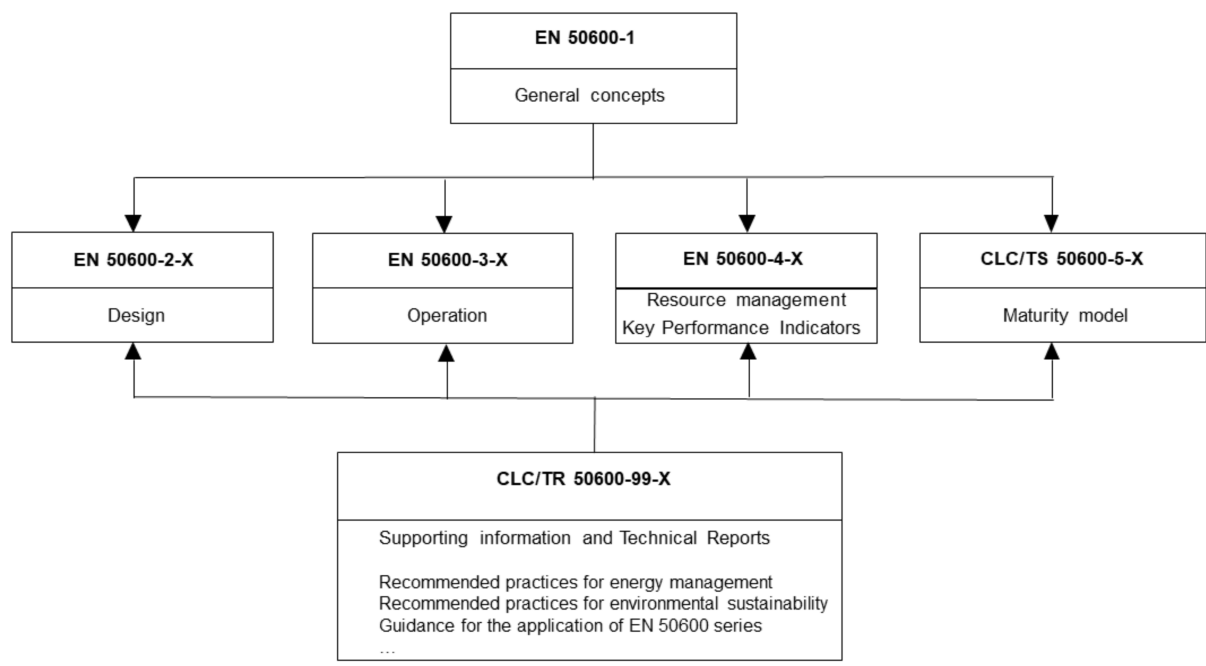 EN 50600-1
General concepts
EN 50600-2-X
Design
EN 50600-3-X
Operation
EN 50600-4-X
Resource management
Key Performance Indicators
CLC/TS 50600-5-X
Maturity model
CLC/TR 50600-99-X
Supporting information and Technical Reports
Recommended practices for energy management
Recommended practices for environmental sustainability
Guidance for the application of EN 50600 series
...